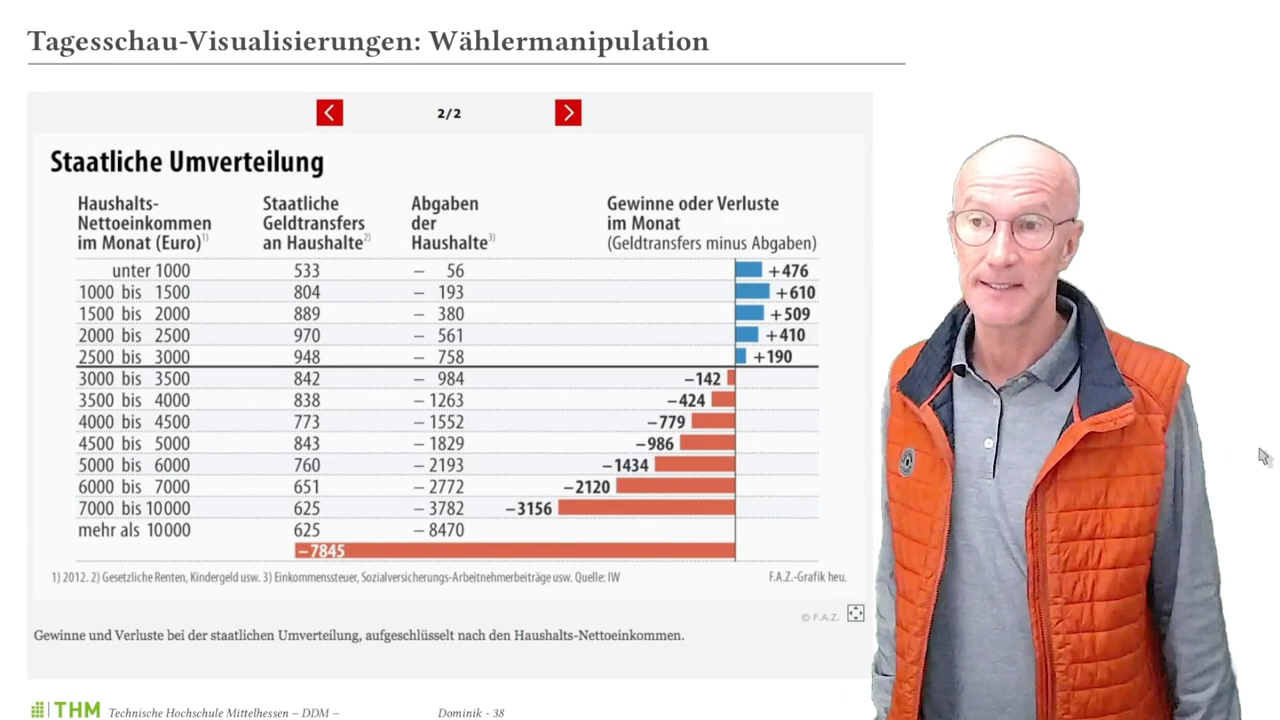 Tagesschau-Visualisierungen: Wählermanipulation
2/2
Staatliche Umverteilung
Haushalts- Staatliche Abgaben Gewinne oder Verluste
Nettoeinkommen Geldtransfers der im Monat
im Monat (Euro)1) an Haushalte2) Haushalte3) (Geldtransfers minus Abgaben)
unter 1000 533 – 56 +476
1000 bis 1500 804 – 193 +610
1500 bis 2000 889 – 380 +509
2000 bis 2500 970 – 561 +410
2500 bis 3000 948 – 758 +190
3000 bis 3500 842 – 984 –142
3500 bis 4000 838 – 1263 –424
4000 bis 4500 773 – 1552 –779
4500 bis 5000 843 – 1829 –986
5000 bis 6000 760 – 2193 –1434
6000 bis 7000 651 – 2772 –2120
7000 bis 10000 625 – 3782 –3156
mehr als 10000 625 – 8470
–7845
1) 2012. 2) Gesetzliche Renten, Kindergeld usw. 3) Einkommenssteuer, Sozialversicherungs-Arbeitnehmerbeiträge usw. Quelle: IW F.A.Z.-Grafik heu.
© F.A.Z.
Gewinne und Verluste bei der staatlichen Umverteilung, aufgeschlüsselt nach den Haushalts-Nettoeinkommen.
THM Technische Hochschule Mittelhessen – DDM – Dominik - 38